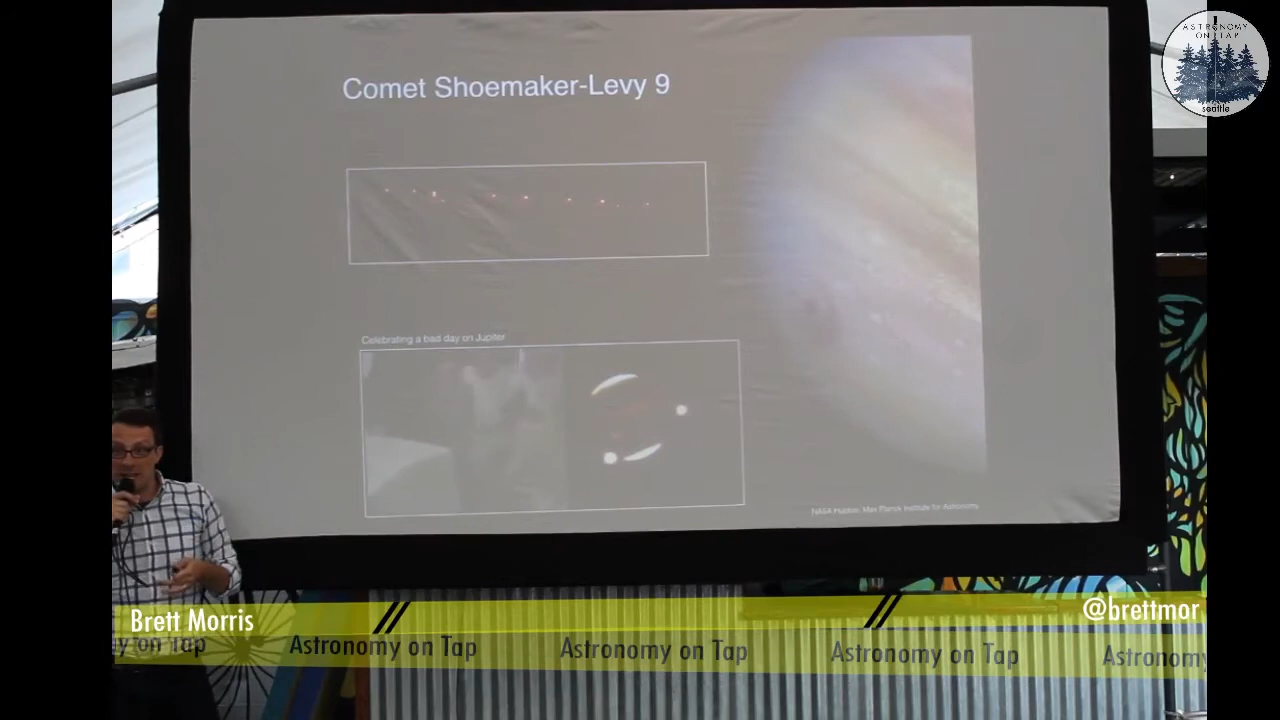 Comet Shoemaker-Levy 9
Celebrating a bad day on Jupiter
NASA Hubble, Max Planck Institute for Astronomy
ASTRONOMY
ON TAP
seattle
Brett Morris
@brettmor
y on Tap
Astronomy on Tap
Astronomy on Tap
Astronomy on Tap
Astronomy